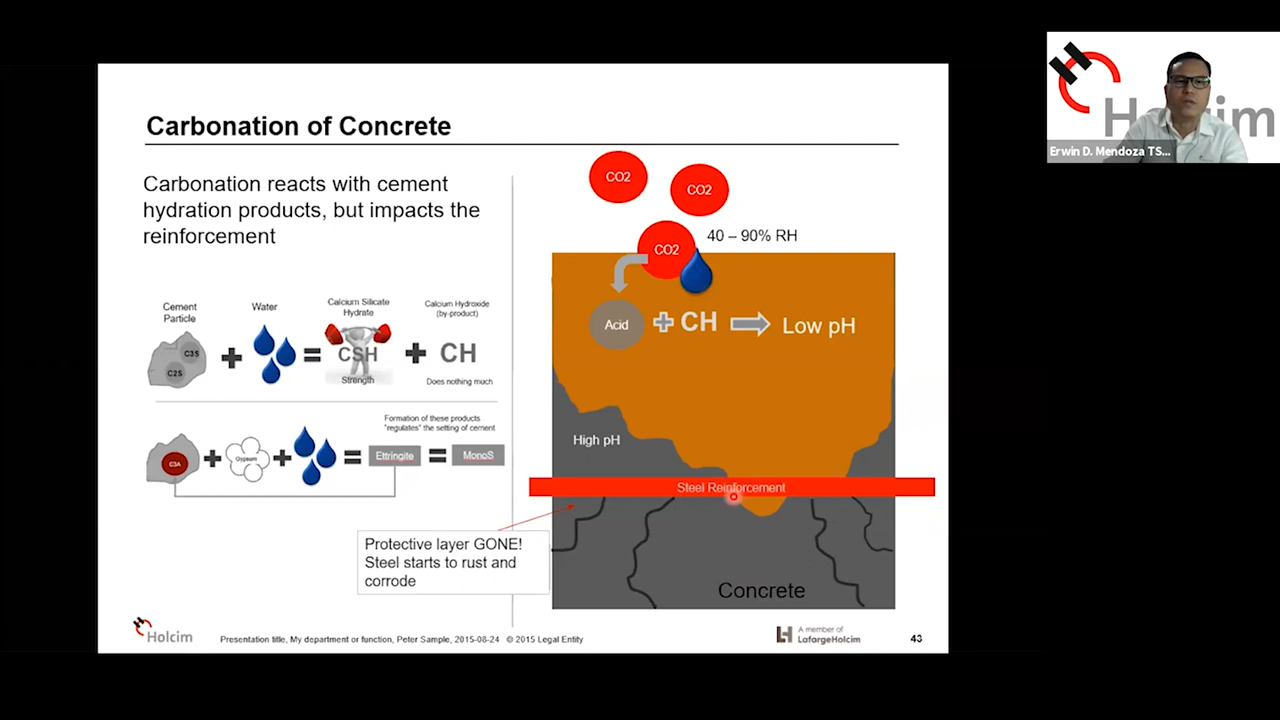 Carbonation of Concrete
Carbonation reacts with cement
hydration products, but impacts the
reinforcement
Cement
Particle
Water
Calcium Silicate
Hydrate
Calcium Hydroxide
(by-product)
C3S
C2S
CSH
CH
Strength
Does nothing much
Formation of these products
"regulates" the setting of cement
C3A
Gypsum
Ettringite
MonoS
Protective layer GONE!
Steel starts to rust and
corrode
CO2
CO2
CO2
40 – 90% RH
Acid
CH
Low pH
High pH
Steel Reinforcement
Concrete
Holcim
Presentation title, My department or function, Peter Sample, 2015-08-24 © 2015 Legal Entity
A member of
LafargeHolcim
43
Holcim
Erwin D. Mendoza TS...